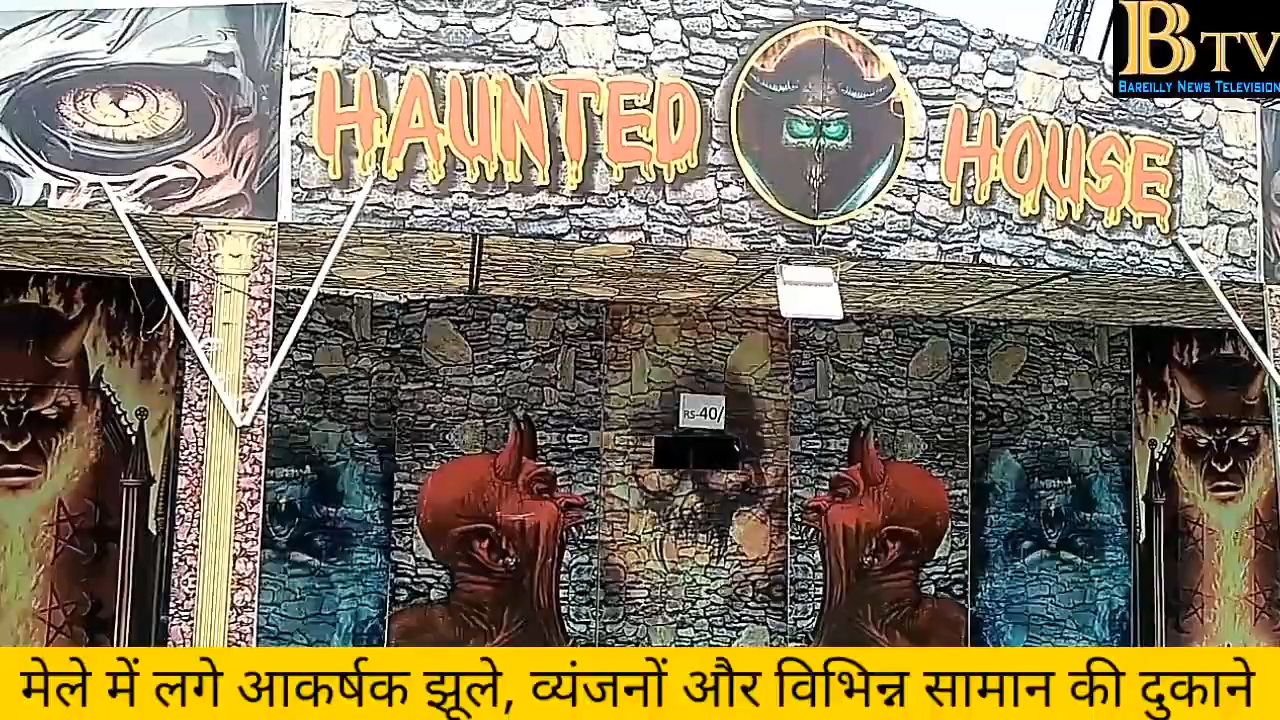 BTV
BAREILLY NEWS TELEVISION
HAUNTED HOUSE
RS-40/
मेले में लगे आकर्षक झूले, व्यंजनों और विभिन्न सामान की दुकाने